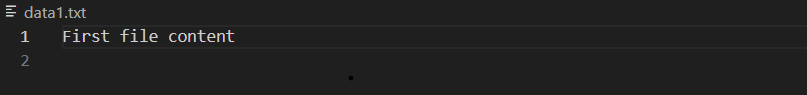 data1.txt
1 First file content
2